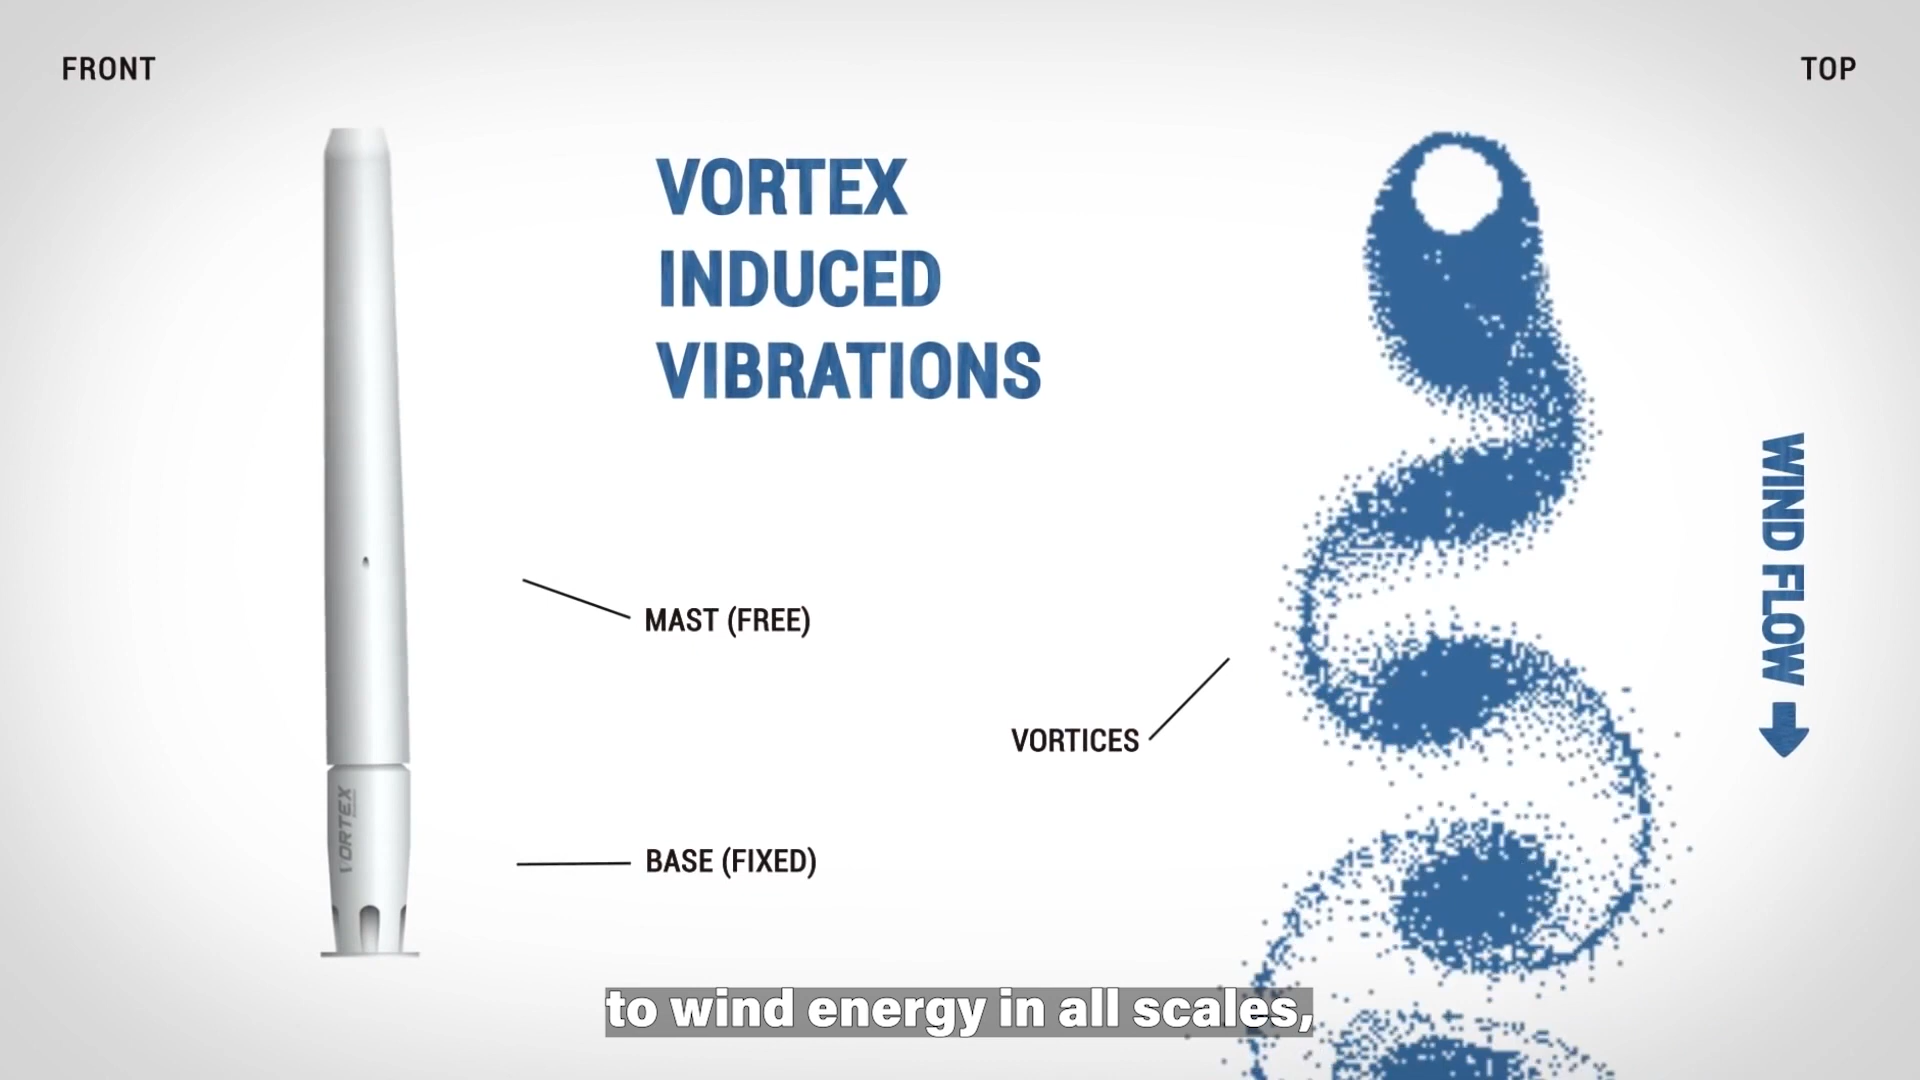 FRONT
TOP
VORTEX
INDUCED
VIBRATIONS
WIND FLOW
MAST (FREE)
VORTICES
VORTEX
BASE (FIXED)
to wind energy in all scales,